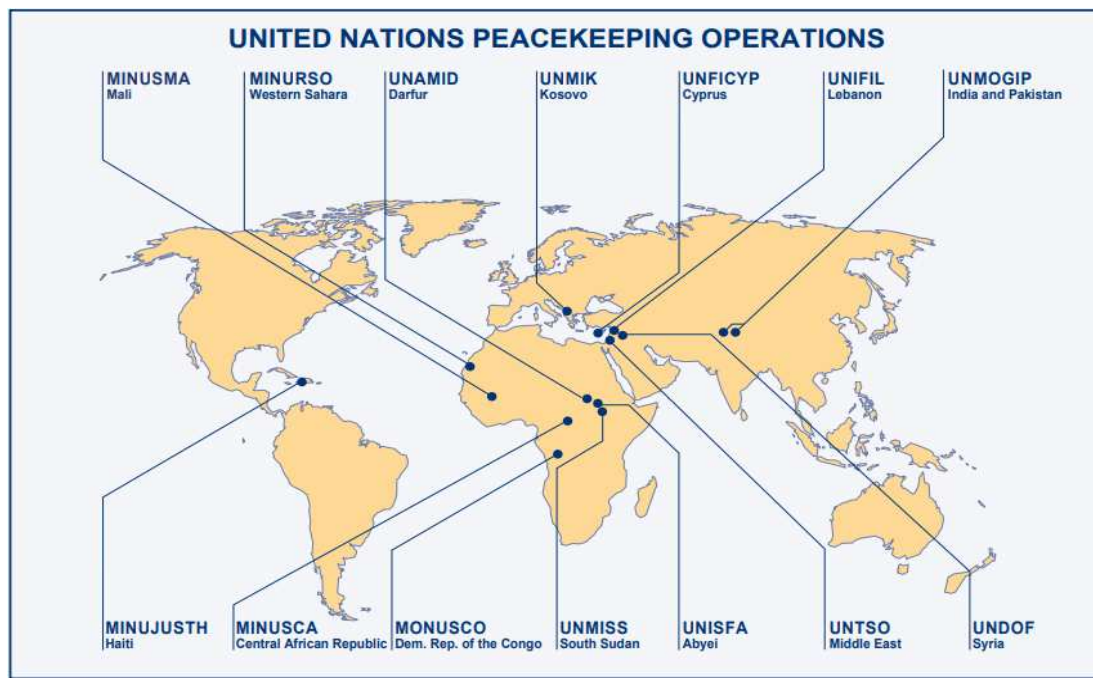 UNITED NATIONS PEACEKEEPING OPERATIONS
MINUSMA
Mali
MINURSO
Western Sahara
UNAMID
Darfur
UNMIK
Kosovo
UNFICYP
Cyprus
UNIFIL
Lebanon
UNMOGIP
India and Pakistan
MINUJUSTH
Haiti
MINUSCA
Central African Republic
MONUSCO
Dem. Rep. of the Congo
UNMISS
South Sudan
UNISFA
Abyei
UNTSO
Middle East
UNDOF
Syria